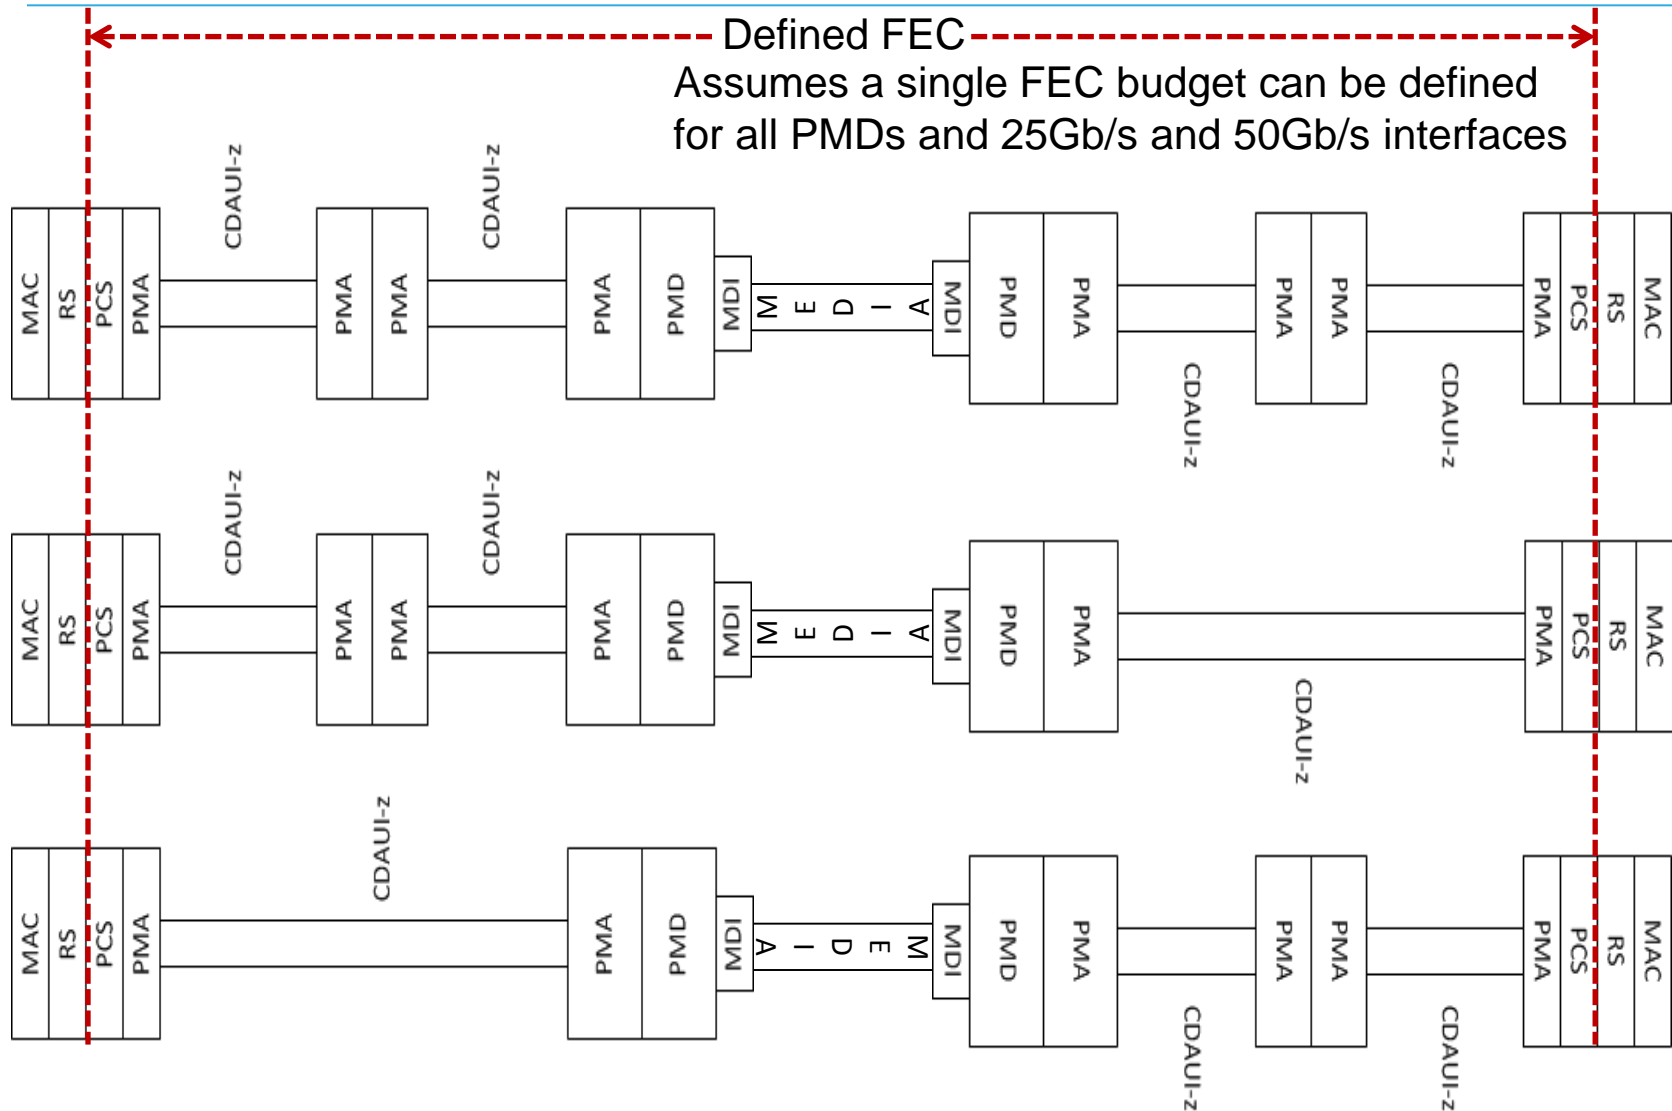 Defined FEC
Assumes a single FEC budget can be defined
for all PMDs and 25Gb/s and 50Gb/s interfaces
CDAUI-z
CDAUI-z
MAC
RS
PCS
PMA
PMA
PMA
PMA
PMD
MDI
MEDIA
MDI
PMD
PMA
PMA
PMA
PMA
PCS
RS
MAC
CDAUI-z
CDAUI-z
CDAUI-z
CDAUI-z
MAC
RS
PCS
PMA
PMA
PMA
PMA
PMD
MDI
MEDIA
MDI
PMD
PMA
PMA
PCS
RS
MAC
CDAUI-z
CDAUI-z
MAC
RS
PCS
PMA
PMA
PMD
MDI
MEDIA
MDI
PMD
PMA
PMA
PMA
PMA
PCS
RS
MAC
CDAUI-z
CDAUI-z